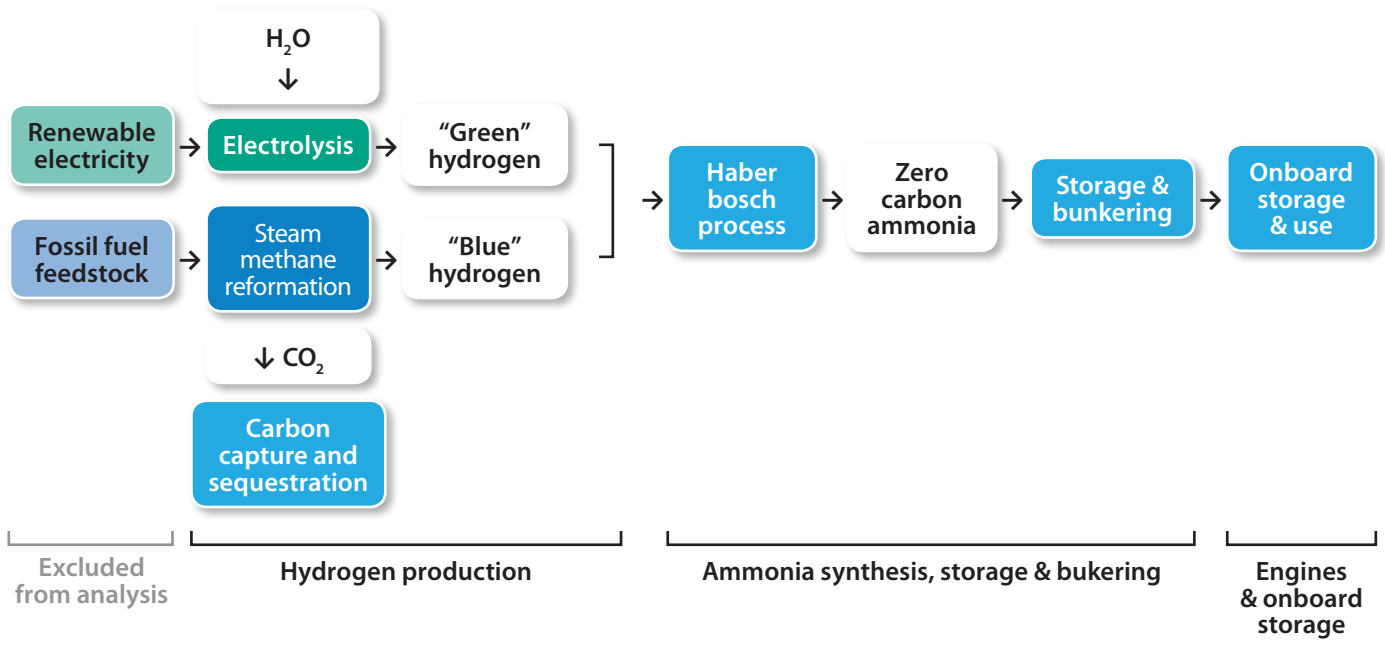 H₂O
↓
Renewable
electricity
→
Electrolysis
→
“Green”
hydrogen
Fossil fuel
feedstock
→
Steam
methane
reformation
→
“Blue”
hydrogen
↓ CO₂
Carbon
capture and
sequestration
→
Haber
bosch
process
→
Zero
carbon
ammonia
→
Storage &
bunkering
→
Onboard
storage
& use
Excluded
from analysis
Hydrogen production
Ammonia synthesis, storage & bukering
Engines
& onboard
storage